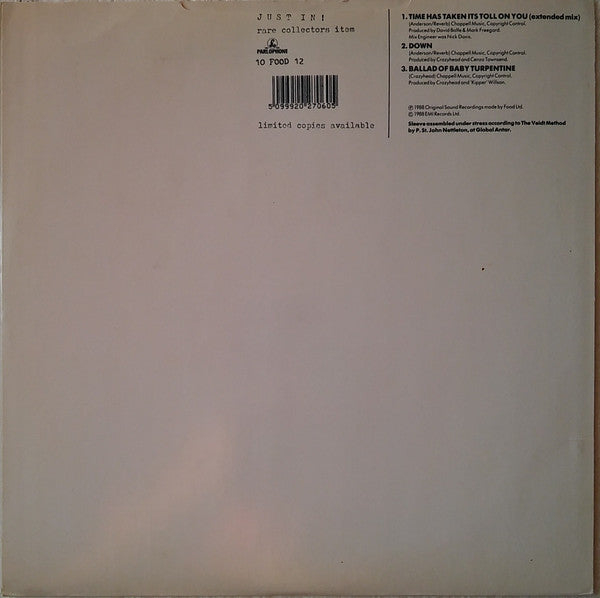 JUST IN!
rare collectors item
PARLOPHONE
10 FOOD 12
5 099920 270605
limited copies available
1. TIME HAS TAKEN ITS TOLL ON YOU (extended mix)
(Anderson/Reverb) Chappell Music, Copyright Control.
Produced by David Balfe & Mark Freegard.
Mix Engineer was Nick Davis.
2. DOWN
(Anderson/Reverb) Chappell Music, Copyright Control.
Produced by Crazyhead and Cenzo Townsend.
3. BALLAD OF BABY TURPENTINE
(Crazyhead) Chappell Music, Copyright Control.
Produced by Crazyhead and 'Kipper' Willson.
℗ 1988 Original Sound Recordings made by Food Ltd.
© 1988 EMI Records Ltd.
Sleeve assembled under stress according to The Veidt Method
by P. St. John Nettleton, at Global Antar.